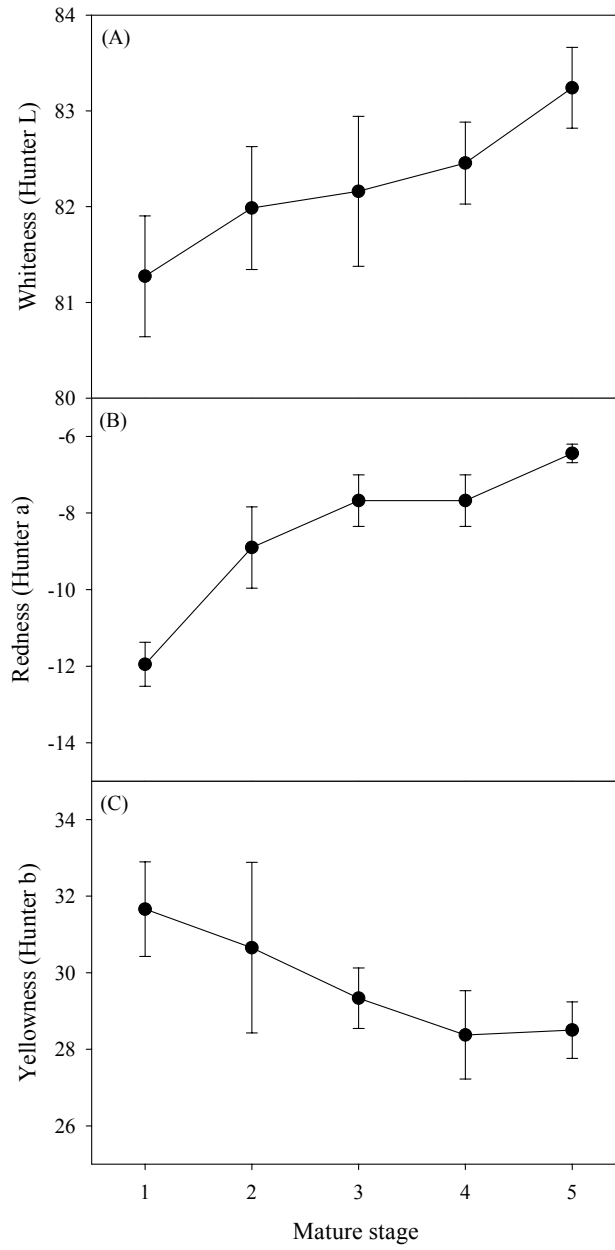 (A)
Whiteness (Hunter L)
84
83
82
81
80
(B)
Redness (Hunter a)
-6
-8
-10
-12
-14
(C)
Yellowness (Hunter b)
34
32
30
28
26
1 2 3 4 5
Mature stage